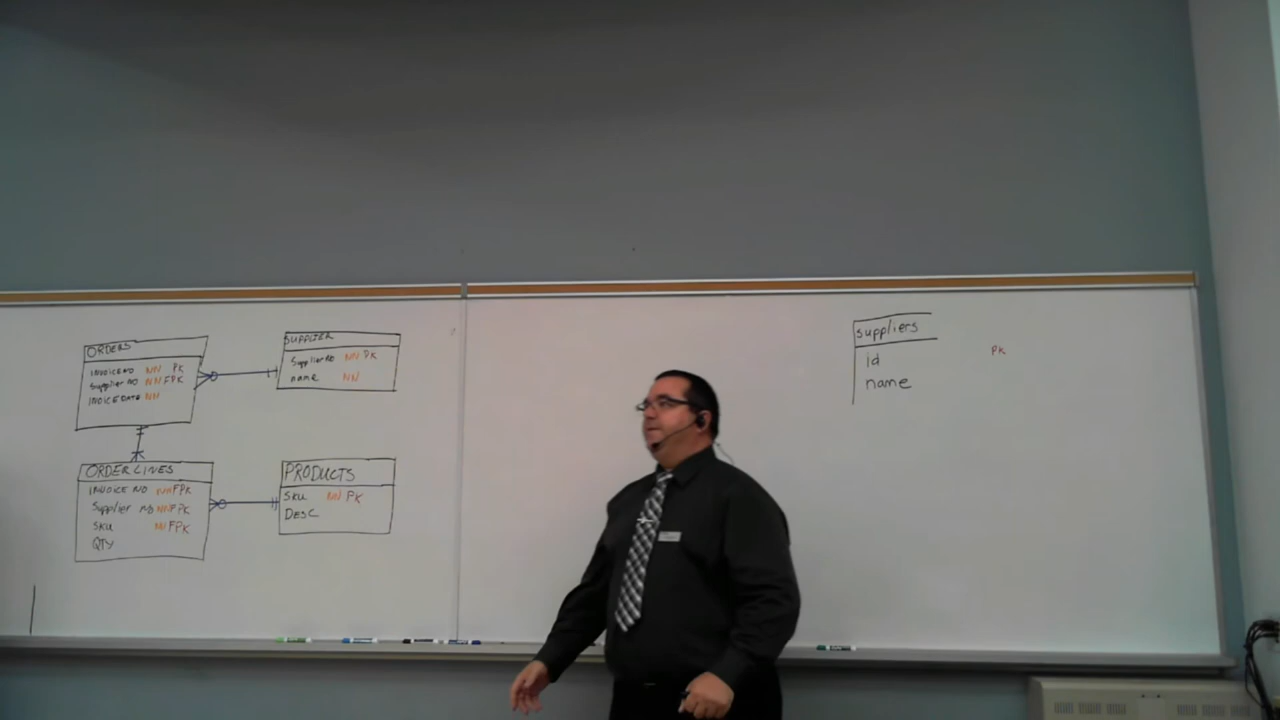 ORDERS
INVOICE NO NN PK
Supplier NO NN FPK
INOICE DATE NN
SUPPLIER
Supplier NO NN PK
name NN
ORDER LINES
INVOICE NO NN FPK
Supplier NO NN FPK
SKU NN FPK
QTY
PRODUCTS
SKU NN PK
DESC
suppliers
id PK
name